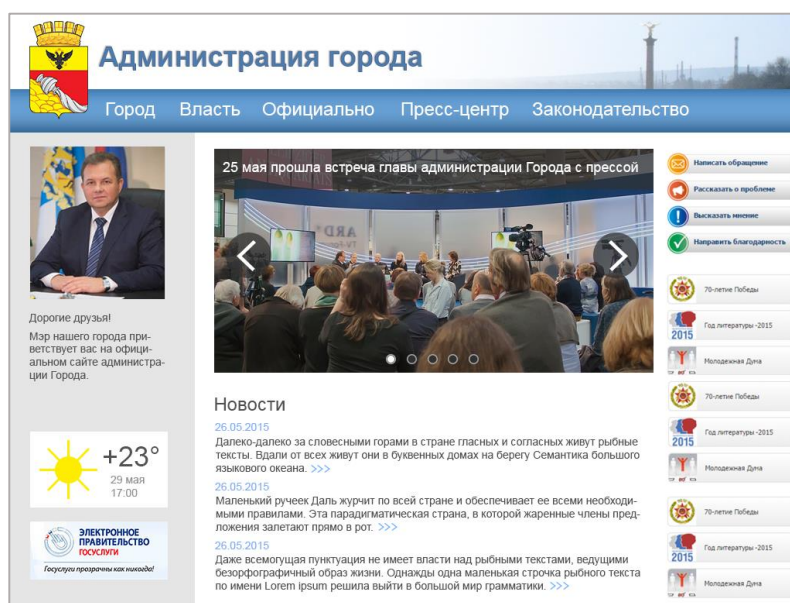 Администрация города
Город Власть Официально Пресс-центр Законодательство
Дорогие друзья!
Мэр нашего города при-
ветствует вас на офици-
альном сайте администра-
ции Города.
+23°
29 мая
17:00
ЭЛЕКТРОННОЕ
ПРАВИТЕЛЬСТВО
ГОСУСЛУГИ
Госуслуги прозрачны как никогда!
25 мая прошла встреча главы администрации Города с прессой
ARD
Новости
26.05.2015
Далеко-далеко за словесными горами в стране гласных и согласных живут рыбные
тексты. Вдали от всех живут они в буквенных домах на берегу Семантика большого
языкового океана. >>>
26.05.2015
Маленький ручеек Даль журчит по всей стране и обеспечивает ее всеми необходи-
мыми правилами. Эта парадигматическая страна, в которой жаренные члены пред-
ложения залетают прямо в рот. >>>
26.05.2015
Даже всемогущая пунктуация не имеет власти над рыбными текстами, ведущими
безорфографичный образ жизни. Однажды одна маленькая строчка рыбного текста
по имени Lorem ipsum решила выйти в большой мир грамматики. >>>
Написать обращение
Рассказать о проблеме
Высказать мнение
Направить благодарность
70-летие Победы
Год литературы -2015
2015
Молодежная Дума
70-летие Победы
Год литературы -2015
2015
Молодежная Дума
70-летие Победы
Год литературы -2015
2015
Молодежная Дума